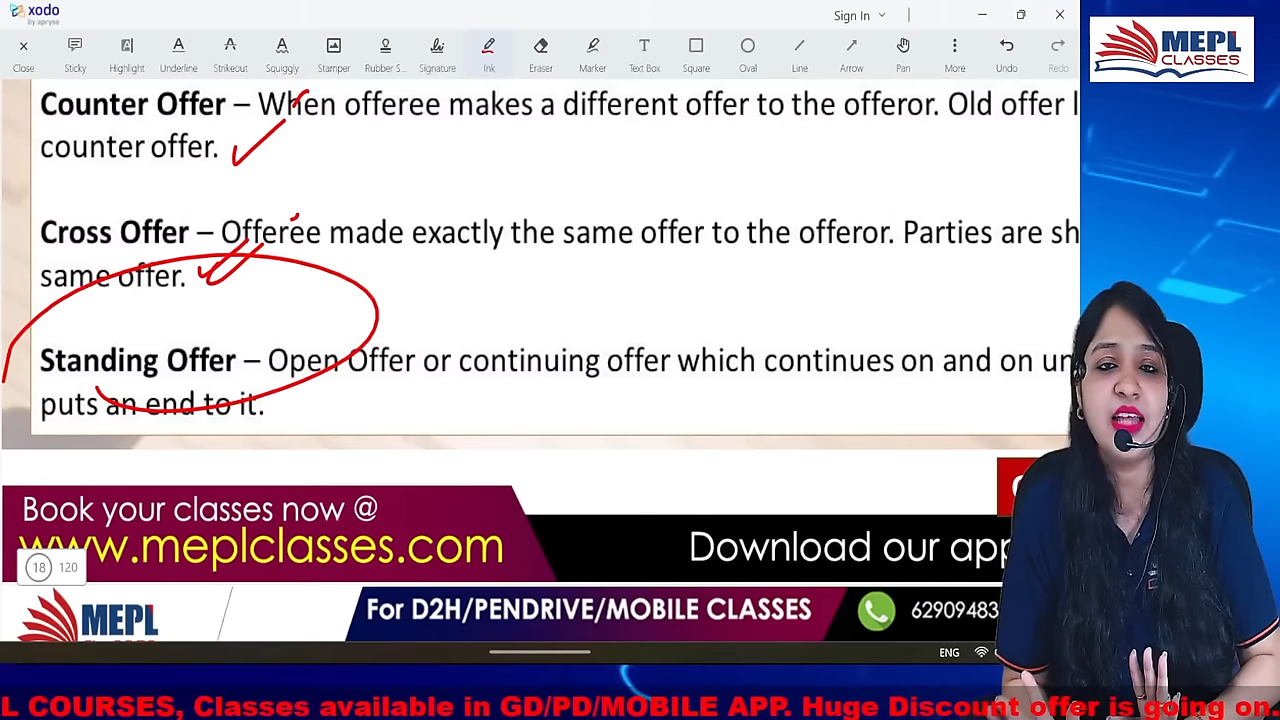 xodo
by apryse
Sign In
Close
Sticky
Highlight
Underline
Strikeout
Squiggly
Stamper
Rubber S
Signature
Ink
Eraser
Marker
Text Box
Square
Oval
Line
Arrow
Pan
More
Undo
Redo
MEPL
CLASSES
Counter Offer – When offeree makes a different offer to the offeror. Old offer l
counter offer.
Cross Offer – Offeree made exactly the same offer to the offeror. Parties are sh
same offer.
Standing Offer – Open Offer or continuing offer which continues on and on un
puts an end to it.
Book your classes now @
www.meplclasses.com
Download our app
18 120
MEPL
For D2H/PENDRIVE/MOBILE CLASSES
62909483
ENG
L COURSES, Classes available in GD/PD/MOBILE APP. Huge Discount offer is going on.